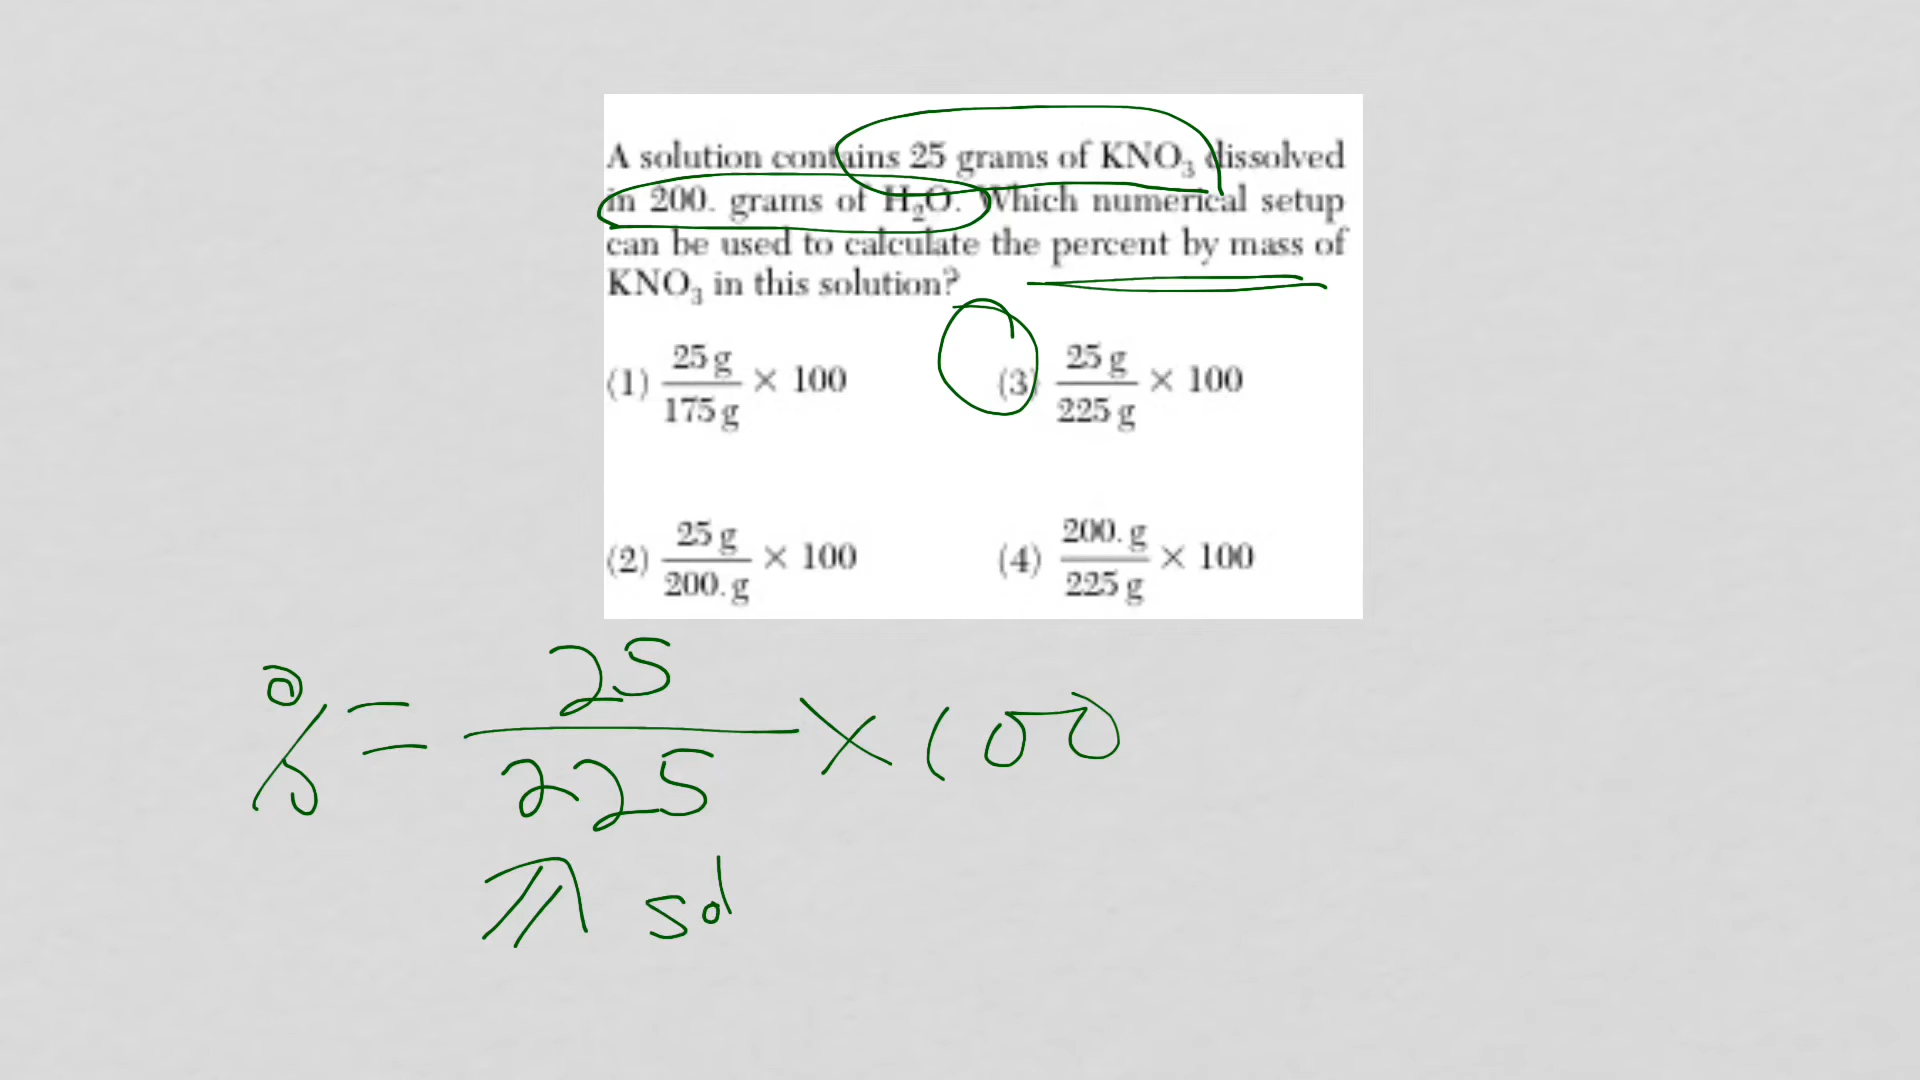 A solution contains 25 grams of KNO₃ dissolved
in 200. grams of H₂O. Which numerical setup
can be used to calculate the percent by mass of
KNO₃ in this solution?
(1) 25 g / 175 g × 100
(3) 25 g / 225 g × 100
(2) 25 g / 200. g × 100
(4) 200. g / 225 g × 100
% = 25 / 225 × 100
sol